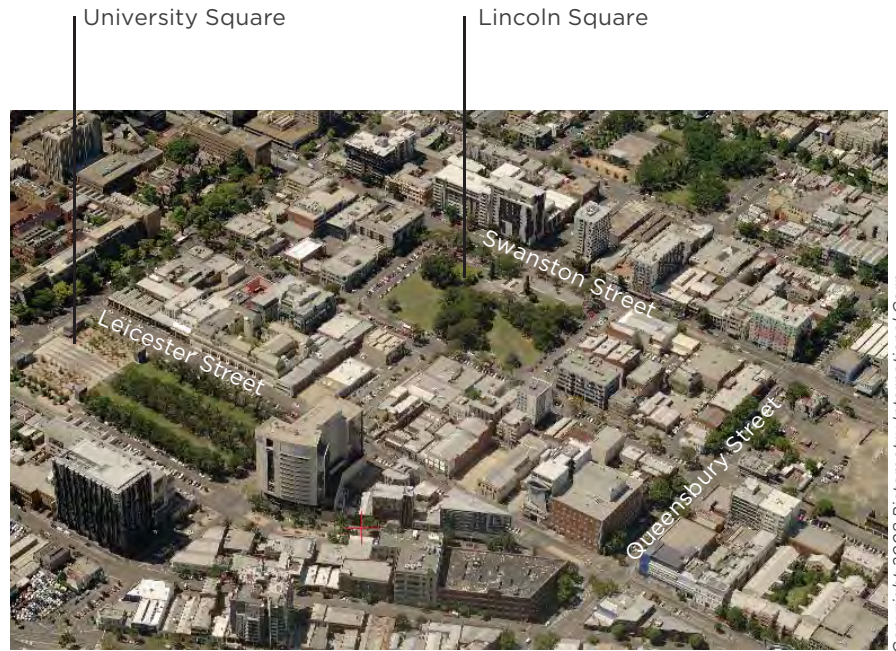 University Square
Lincoln Square
Swanston Street
Leicester Street
Queensbury Street